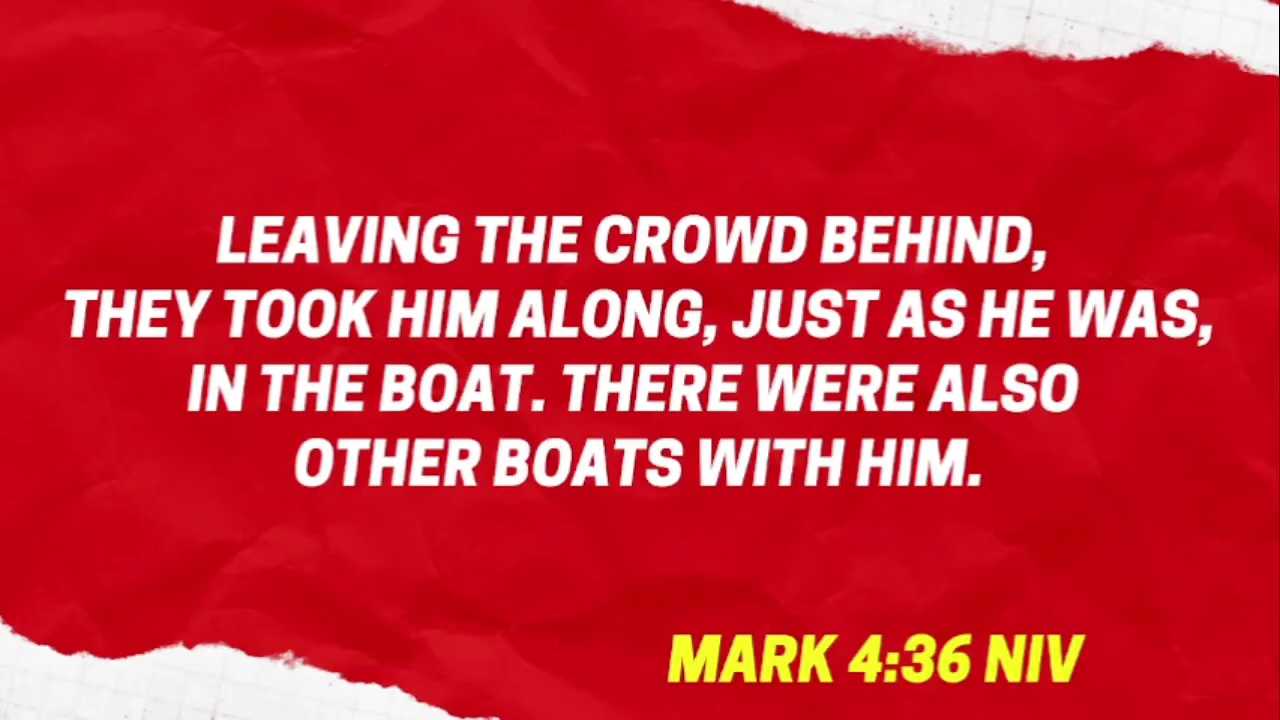 LEAVING THE CROWD BEHIND,
THEY TOOK HIM ALONG, JUST AS HE WAS,
IN THE BOAT. THERE WERE ALSO
OTHER BOATS WITH HIM.
MARK 4:36 NIV